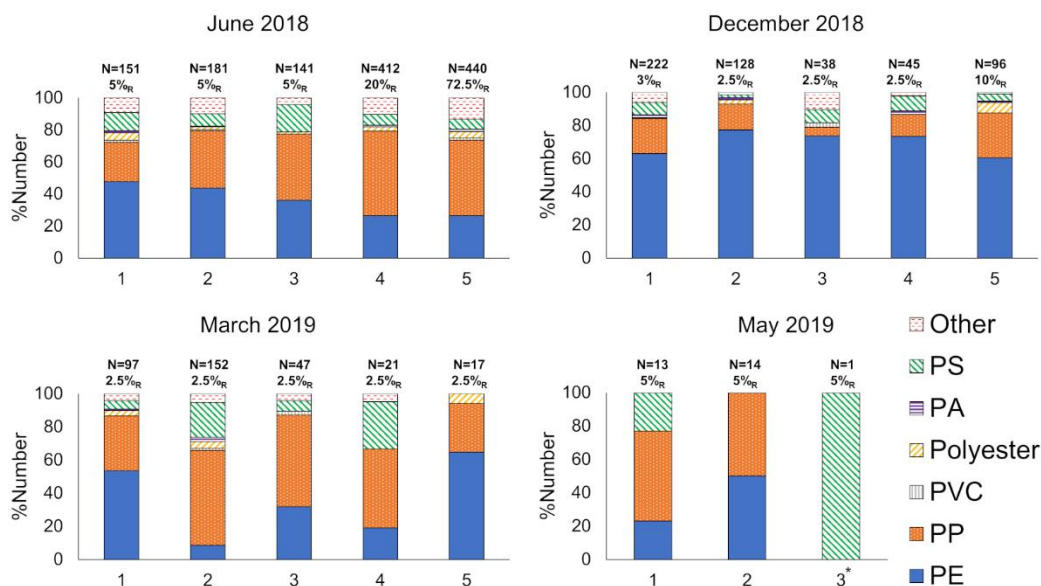 June 2018
N=151 N=181 N=141 N=412 N=440
5%R 5%R 5%R 20%R 72.5%R
100
80
60
40
20
0
%Number
1 2 3 4 5
December 2018
N=222 N=128 N=38 N=45 N=96
3%R 2.5%R 2.5%R 2.5%R 10%R
100
80
60
40
20
0
%Number
1 2 3 4 5
March 2019
N=97 N=152 N=47 N=21 N=17
2.5%R 2.5%R 2.5%R 2.5%R 2.5%R
100
80
60
40
20
0
%Number
1 2 3 4 5
May 2019
N=13 N=14 N=1
5%R 5%R 5%R
100
80
60
40
20
0
%Number
1 2 3*
Other
PS
PA
Polyester
PVC
PP
PE